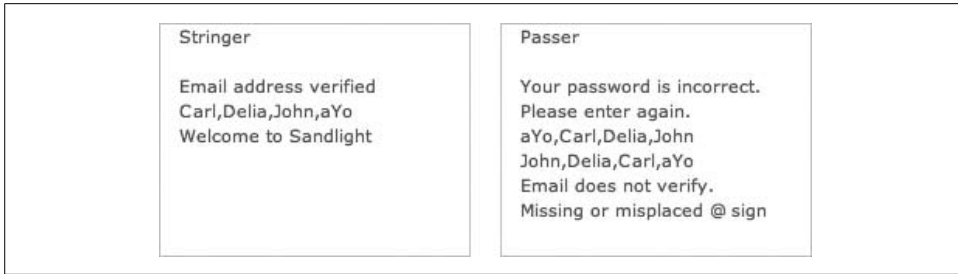 Stringer
Email address verified
Carl,Delia,John,aYo
Welcome to Sandlight
Passer
Your password is incorrect.
Please enter again.
aYo,Carl,Delia,John
John,Delia,Carl,aYo
Email does not verify.
Missing or misplaced @ sign